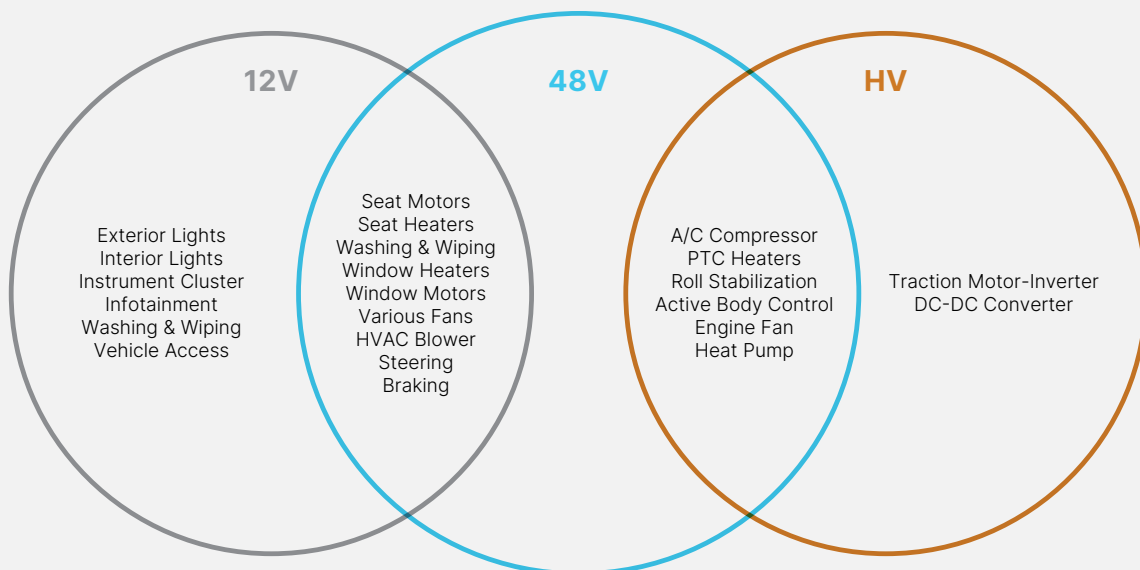 12V
48V
HV
Exterior Lights
Interior Lights
Instrument Cluster
Infotainment
Washing & Wiping
Vehicle Access
Seat Motors
Seat Heaters
Washing & Wiping
Window Heaters
Window Motors
Various Fans
HVAC Blower
Steering
Braking
A/C Compressor
PTC Heaters
Roll Stabilization
Active Body Control
Engine Fan
Heat Pump
Traction Motor-Inverter
DC-DC Converter